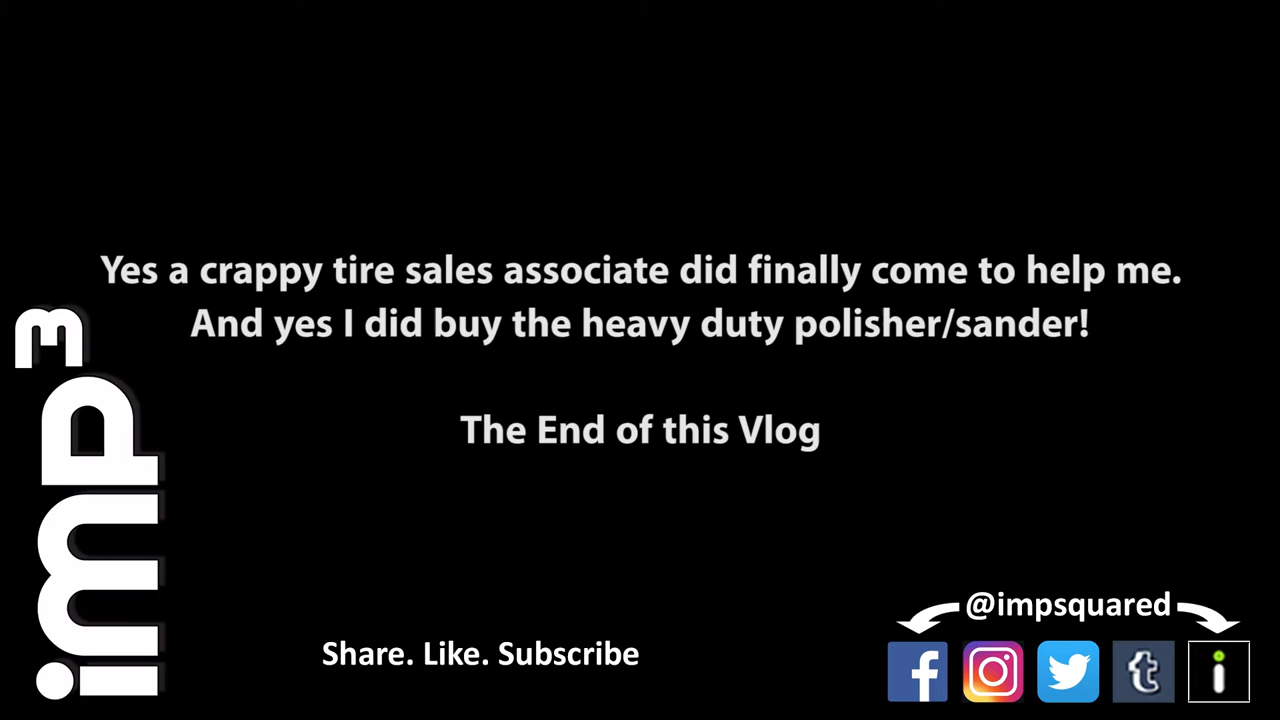 Yes a crappy tire sales associate did finally come to help me.
And yes I did buy the heavy duty polisher/sander!
The End of this Vlog
imp3
@impsquared
Share. Like. Subscribe